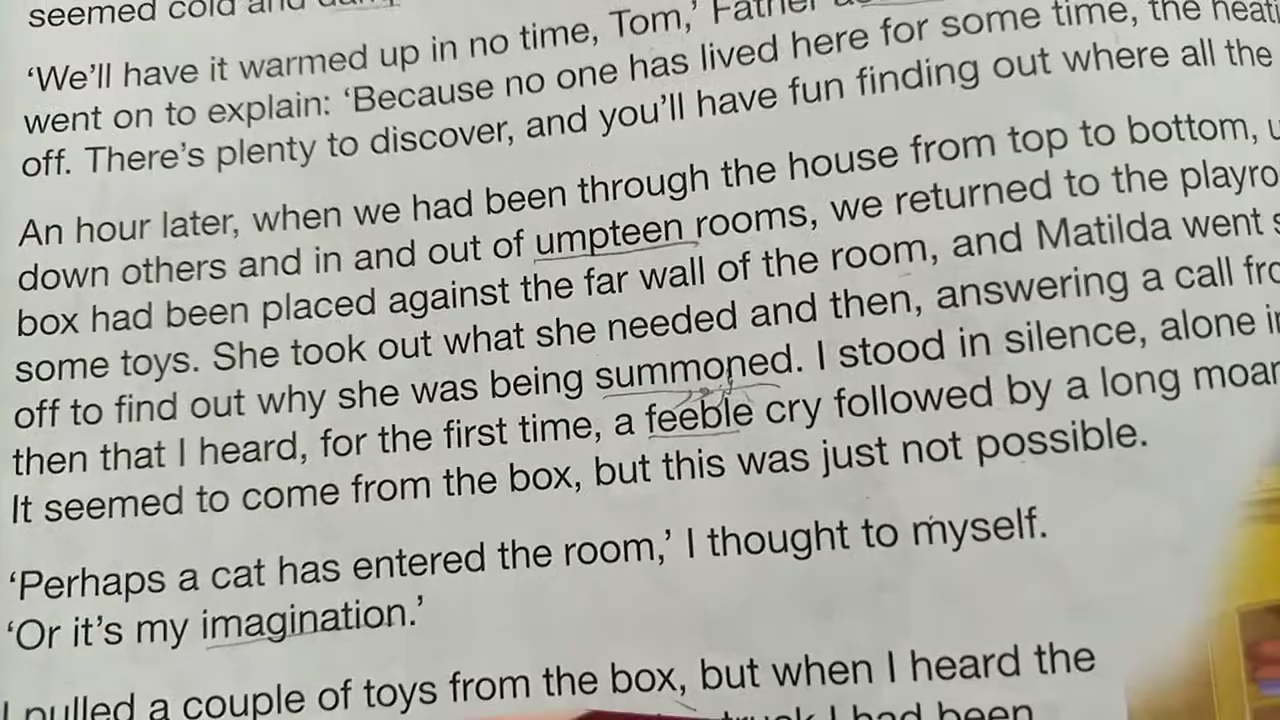 seemed cold and
'We'll have it warmed up in no time, Tom,' Father
went on to explain: 'Because no one has lived here for some time, the
off. There's plenty to discover, and you'll have fun finding out where all the
An hour later, when we had been through the house from top to bottom,
down others and in and out of umpteen rooms, we returned to the
box had been placed against the far wall of the room, and Matilda went
some toys. She took out what she needed and then, answering a call
off to find out why she was being summoned. I stood in silence, alone
then that I heard, for the first time, a feeble cry followed by a long
It seemed to come from the box, but this was just not possible.
'Perhaps a cat has entered the room,' I thought to myself.
'Or it's my imagination.'
I pulled a couple of toys from the box, but when I heard the
I had been